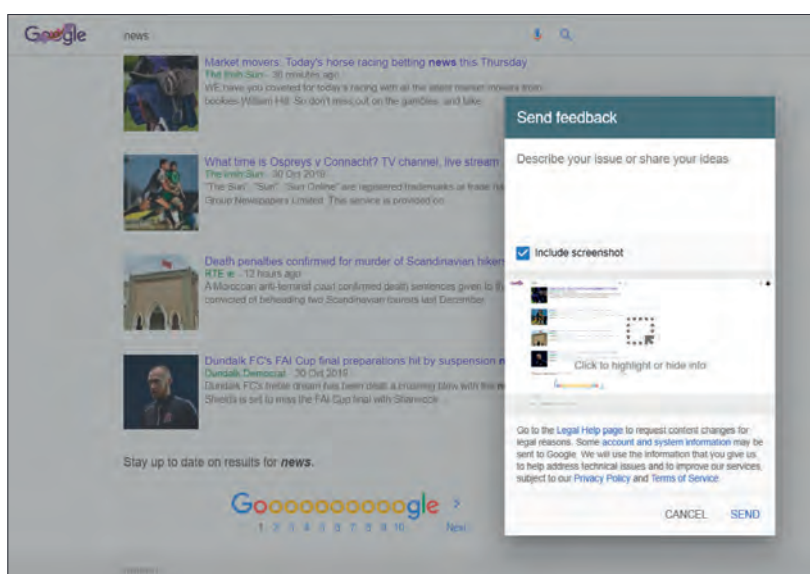 Google
news
Market movers: Today's horse racing betting news this Thursday
The Irish Sun - 30 minutes ago
WE have you covered for today's racing with all the latest market movers from
bookies William Hill. So don't miss out on the gambles, and take
What time is Ospreys v Connacht? TV channel, live stream
The Irish Sun - 30 Oct 2019
"The Sun", "Sun", "Sun Online" are registered trademarks or trade
Group Newspapers Limited. This service is provided on
Death penalties confirmed for murder of Scandinavian hikers
RTE - 12 hours ago
A Moroccan anti-terrorist court confirmed death sentences given to
convicted of beheading two Scandinavian tourists last December
Dundalk FC's FAI Cup final preparations hit by suspension
Dundalk Democrat - 30 Oct 2019
Dundalk FC's treble dream has been dealt a crushing blow with the
Shields is set to miss the FAI Cup final with Shamrock
Stay up to date on results for news.
Goooooooooogle >
1 2 3 4 5 6 7 8 9 10 Next
Send feedback
Describe your issue or share your ideas
Include screenshot
Click to highlight or hide info
Go to the Legal Help page to request content changes for
legal reasons. Some account and system information may be
sent to Google. We will use the information that you give us
to help address technical issues and to improve our services,
subject to our Privacy Policy and Terms of Service.
CANCEL SEND